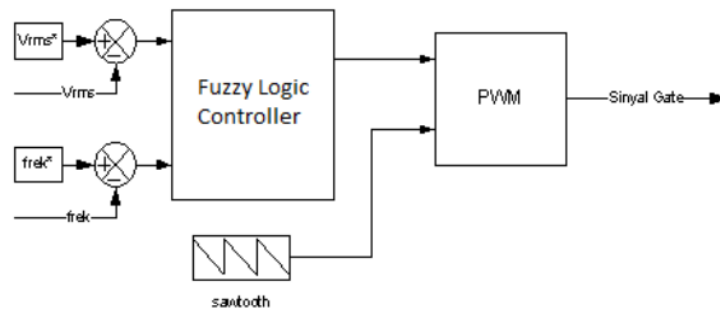 Vrms*
Vrms
Fuzzy Logic
Controller
PWM
Sinyal Gate
frek*
frek
sawtooth